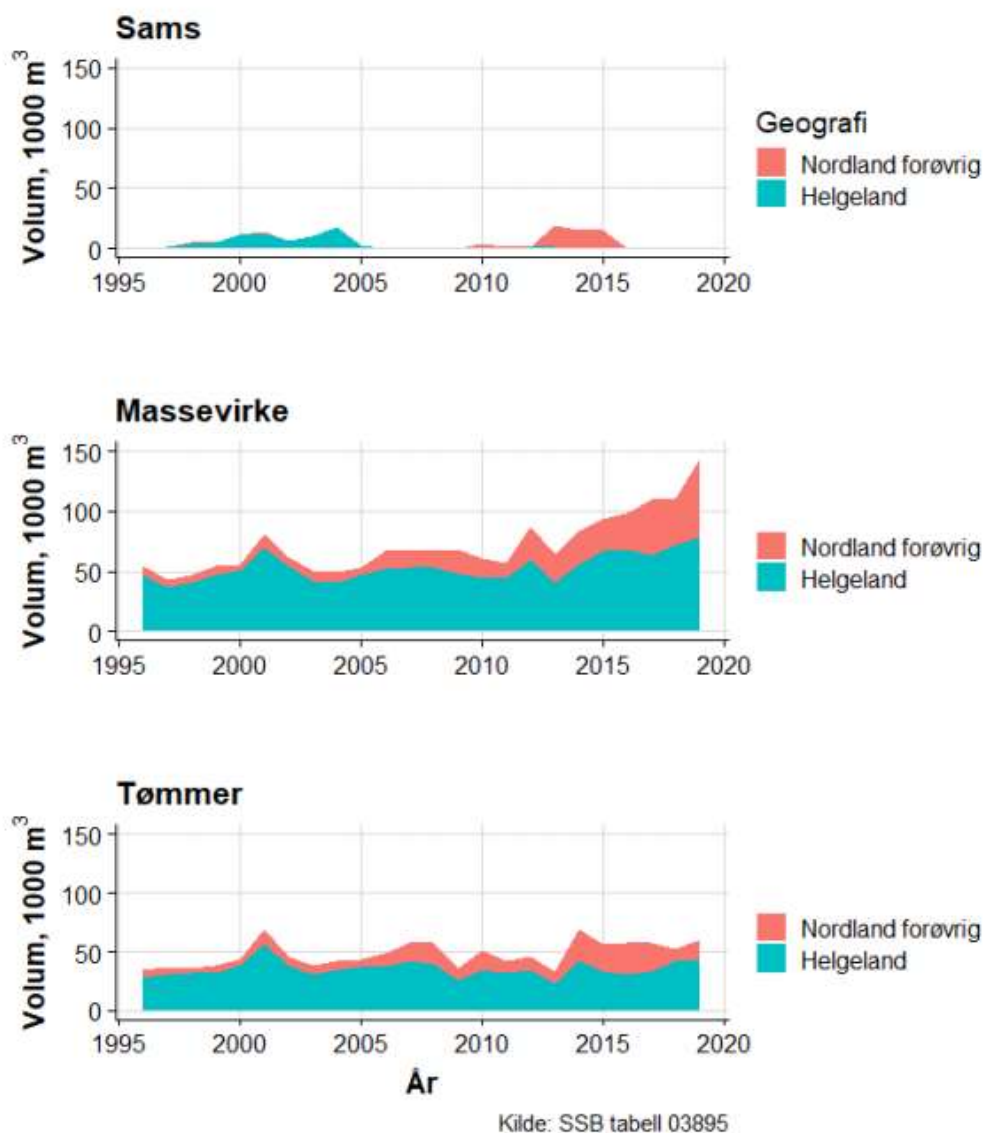 Sams
Volum, 1000 m³
150
100
50
0
1995 2000 2005 2010 2015 2020
Geografi
Nordland forøvrig
Helgeland
Massevirke
Volum, 1000 m³
150
100
50
0
1995 2000 2005 2010 2015 2020
Nordland forøvrig
Helgeland
Tømmer
Volum, 1000 m³
150
100
50
0
1995 2000 2005 2010 2015 2020
År
Nordland forøvrig
Helgeland
Kilde: SSB tabell 03895